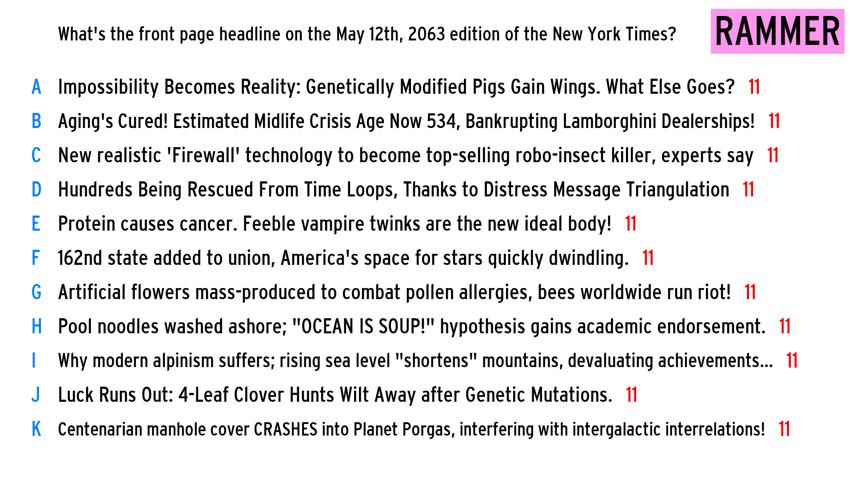 What's the front page headline on the May 12th, 2063 edition of the New York Times?
RAMMER
A Impossibility Becomes Reality: Genetically Modified Pigs Gain Wings. What Else Goes? 11
B Aging's Cured! Estimated Midlife Crisis Age Now 534, Bankrupting Lamborghini Dealerships! 11
C New realistic 'Firewall' technology to become top-selling robo-insect killer, experts say 11
D Hundreds Being Rescued From Time Loops, Thanks to Distress Message Triangulation 11
E Protein causes cancer. Feeble vampire twinks are the new ideal body! 11
F 162nd state added to union, America's space for stars quickly dwindling. 11
G Artificial flowers mass-produced to combat pollen allergies, bees worldwide run riot! 11
H Pool noodles washed ashore; "OCEAN IS SOUP!" hypothesis gains academic endorsement. 11
I Why modern alpinism suffers; rising sea level "shortens" mountains, devaluating achievements... 11
J Luck Runs Out: 4-Leaf Clover Hunts Wilt Away after Genetic Mutations. 11
K Centenarian manhole cover CRASHES into Planet Porgas, interfering with intergalactic interrelations! 11